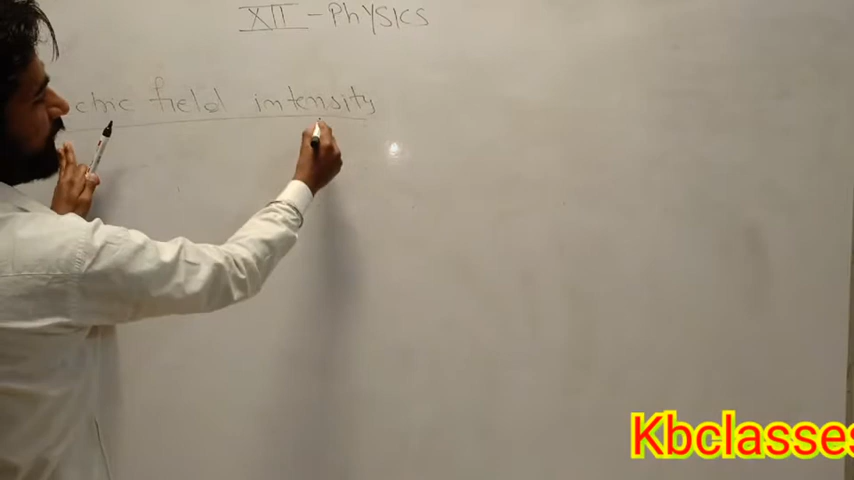 XII - Physics
ctric field intensity
Kbclasses